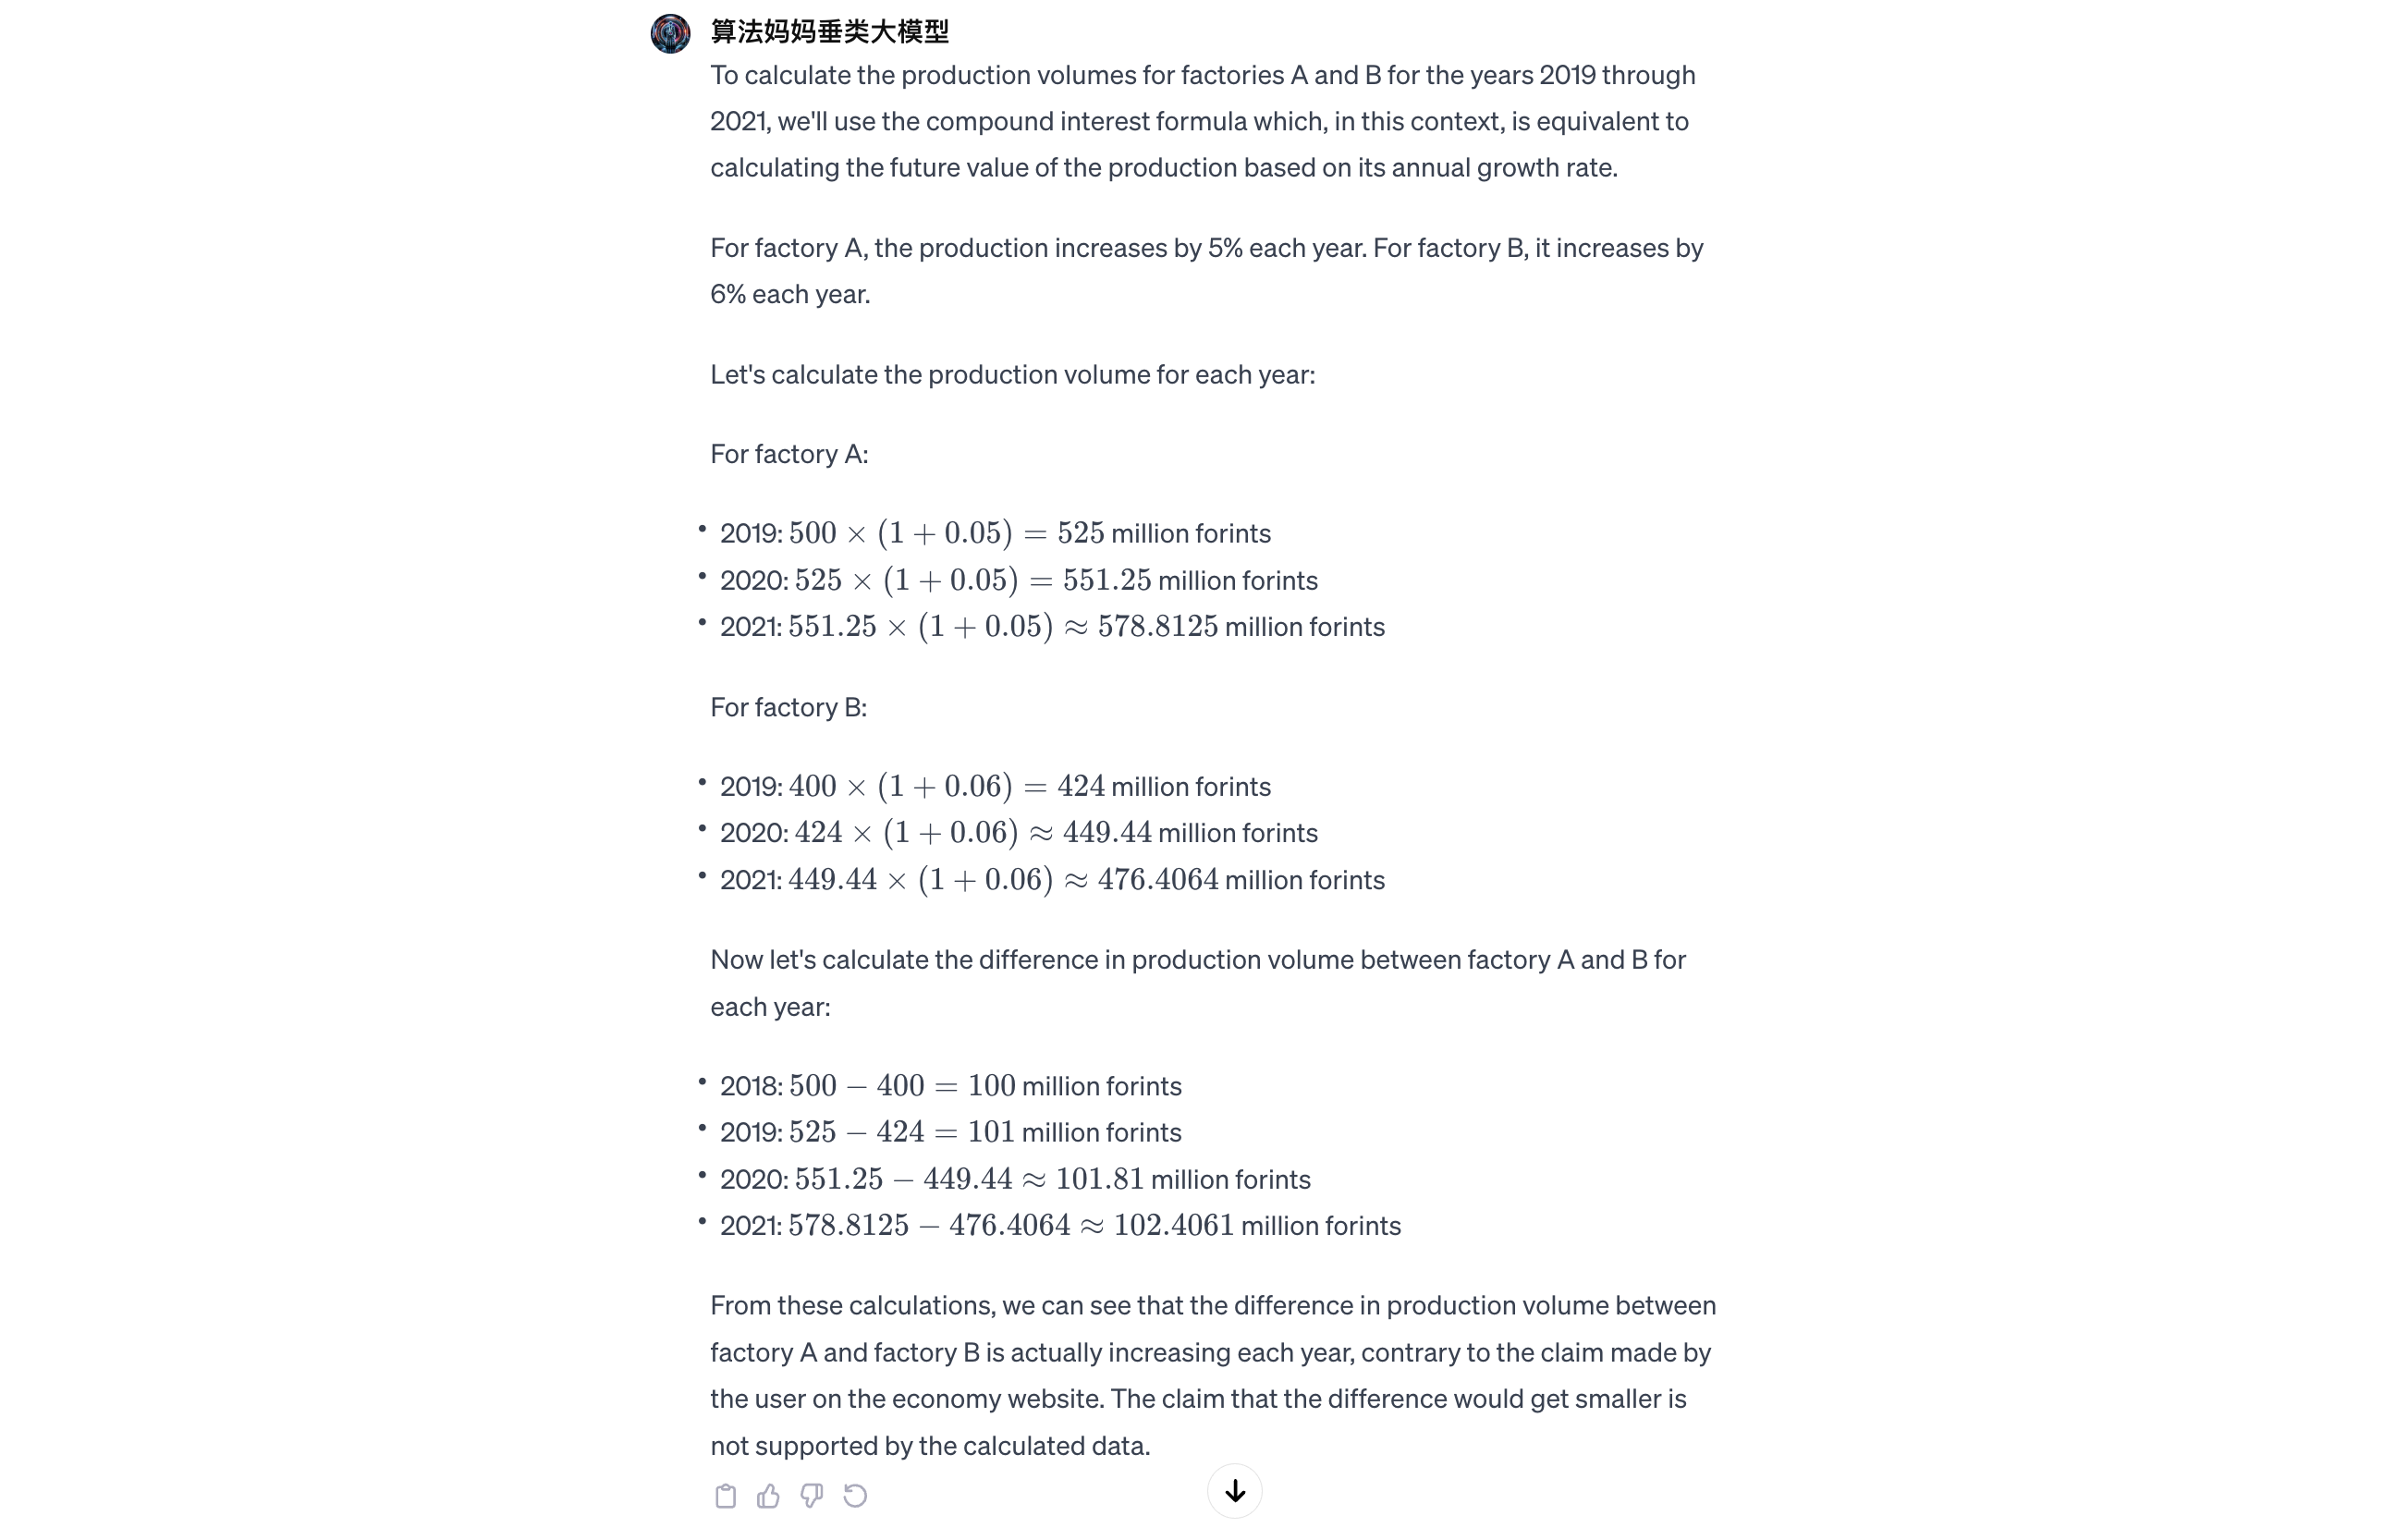 算法妈妈垂类大模型
To calculate the production volumes for factories A and B for the years 2019 through
2021, we'll use the compound interest formula which, in this context, is equivalent to
calculating the future value of the production based on its annual growth rate.
For factory A, the production increases by 5% each year. For factory B, it increases by
6% each year.
Let's calculate the production volume for each year:
For factory A:
• 2019: 500 × (1 + 0.05) = 525 million forints
• 2020: 525 × (1 + 0.05) = 551.25 million forints
• 2021: 551.25 × (1 + 0.05) ≈ 578.8125 million forints
For factory B:
• 2019: 400 × (1 + 0.06) = 424 million forints
• 2020: 424 × (1 + 0.06) ≈ 449.44 million forints
• 2021: 449.44 × (1 + 0.06) ≈ 476.4064 million forints
Now let's calculate the difference in production volume between factory A and B for
each year:
• 2018: 500 − 400 = 100 million forints
• 2019: 525 − 424 = 101 million forints
• 2020: 551.25 − 449.44 ≈ 101.81 million forints
• 2021: 578.8125 − 476.4064 ≈ 102.4061 million forints
From these calculations, we can see that the difference in production volume between
factory A and factory B is actually increasing each year, contrary to the claim made by
the user on the economy website. The claim that the difference would get smaller is
not supported by the calculated data.